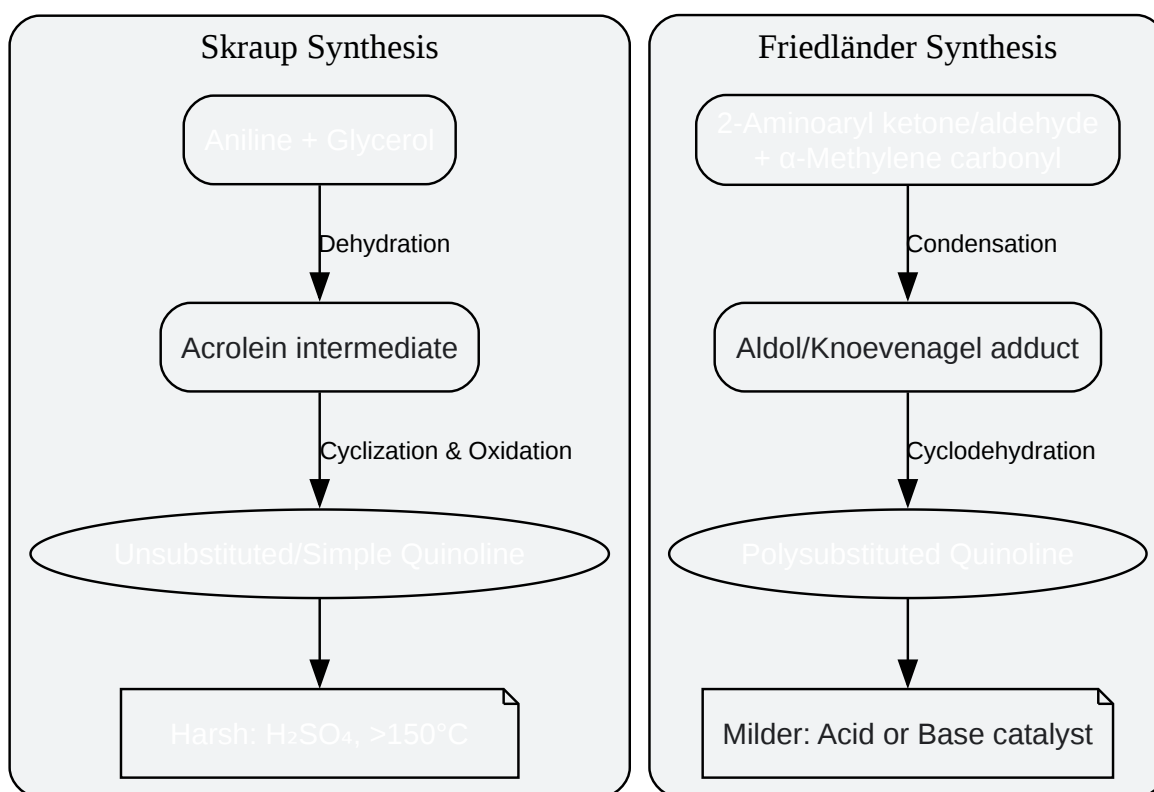 Skraup Synthesis
Aniline + Glycerol
Dehydration
Acrolein intermediate
Cyclization & Oxidation
Unsubstituted/Simple Quinoline
Harsh: H₂SO₄, >150°C
Friedländer Synthesis
2-Aminoaryl ketone/aldehyde
+ α-Methylene carbonyl
Condensation
Aldol/Knoevenagel adduct
Cyclodehydration
Polysubstituted Quinoline
Milder: Acid or Base catalyst